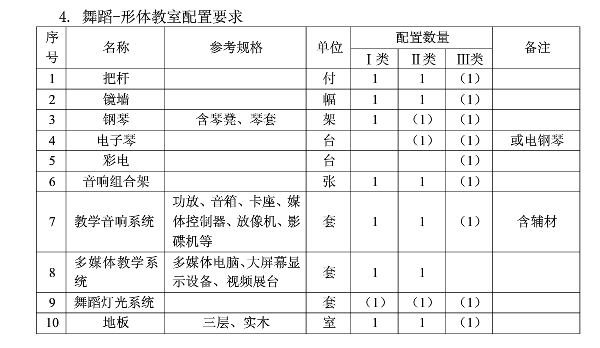 4. 舞蹈-形体教室配置要求
序号 名称 参考规格 单位 配置数量 备注
Ⅰ类 Ⅱ类 Ⅲ类
1 把杆 付 1 1 (1)
2 镜墙 幅 1 1 (1)
3 钢琴 含琴凳、琴套 架 1 (1) (1)
4 电子琴 台 (1) (1) 或电钢琴
5 彩电 台 (1)
6 音响组合架 张 1 1 (1)
7 教学音响系统 功放、音箱、卡座、媒
体控制器、放像机、影
碟机等 套 1 1 (1) 含辅材
8 多媒体教学系
统 多媒体电脑、大屏幕显
示设备、视频展台 套 1 1
9 舞蹈灯光系统 套 (1) (1) (1)
10 地板 三层、实木 室 1 1 (1)